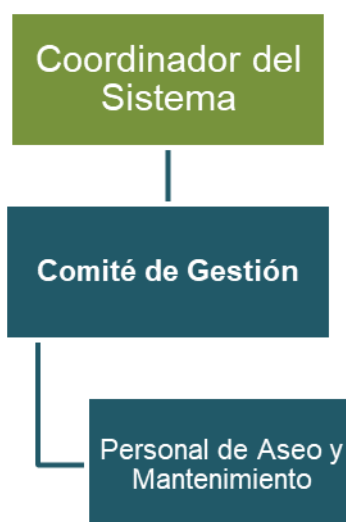 Coordinador del
Sistema
Comité de Gestión
Personal de Aseo y
Mantenimiento